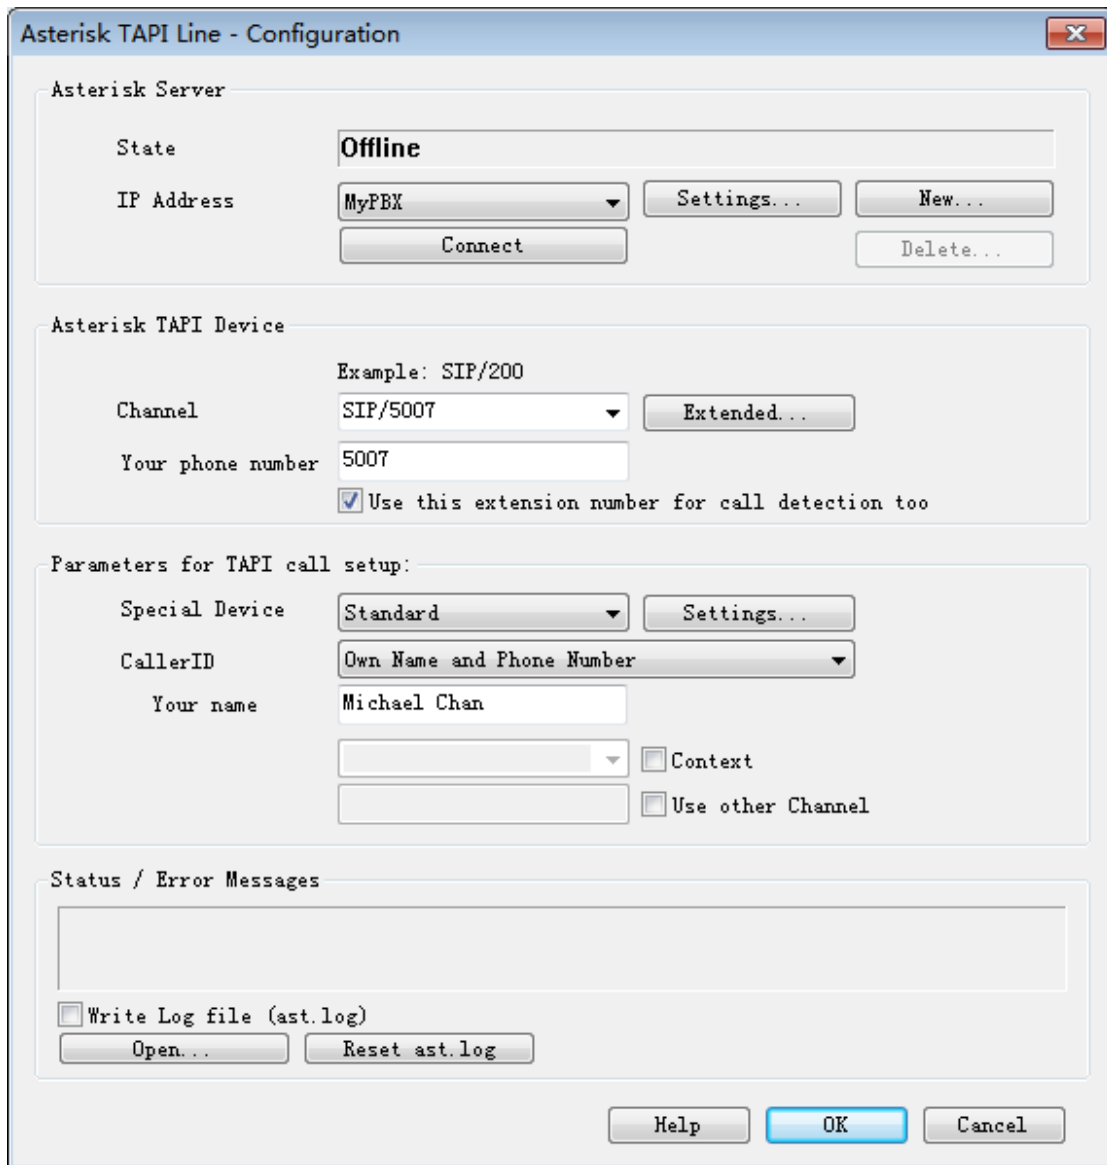 Asterisk TAPI Line - Configuration
Asterisk Server
State Offline
IP Address MyPBX Settings... New...
Connect Delete...
Asterisk TAPI Device
Example: SIP/200
Channel SIP/5007 Extended...
Your phone number 5007
Use this extension number for call detection too
Parameters for TAPI call setup:
Special Device Standard Settings...
CallerID Own Name and Phone Number
Your name Michael Chan
Context
Use other Channel
Status / Error Messages
Write Log file (ast.log)
Open... Reset ast.log
Help OK Cancel